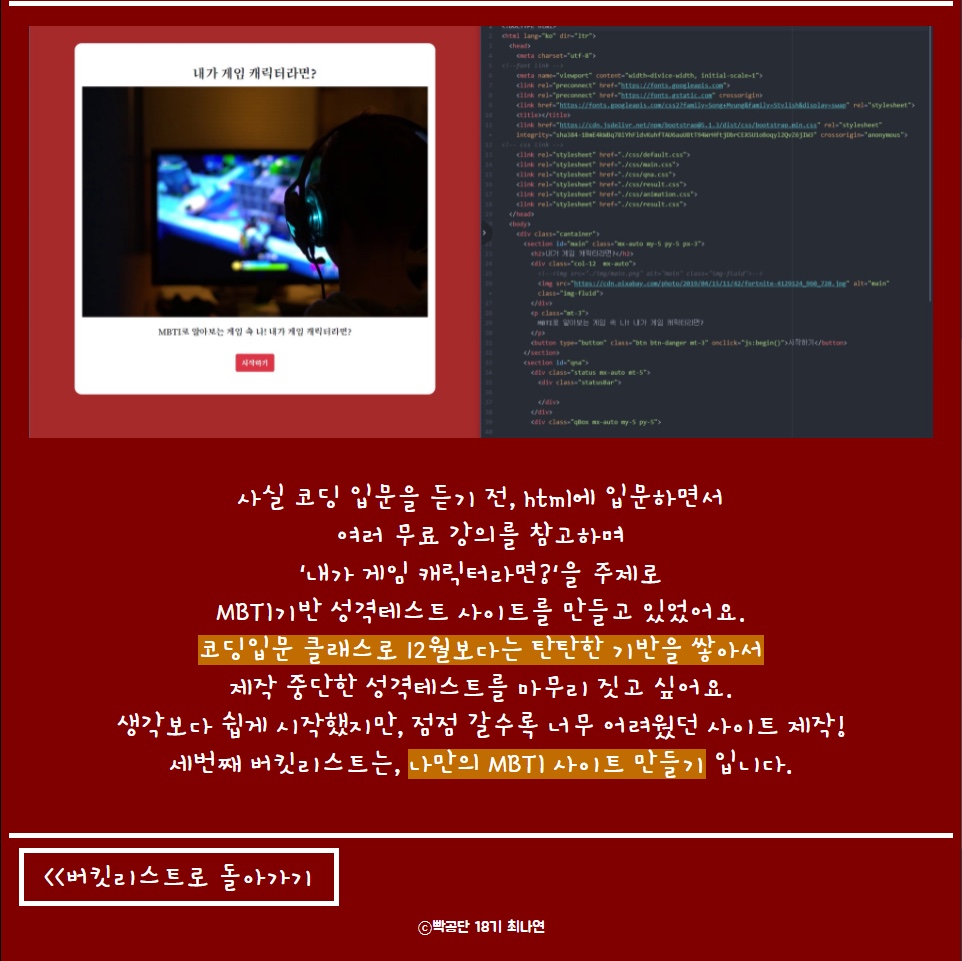 내가 게임 캐릭터라면?
MBTI로 알아보는 게임 속 나! 내가 게임 캐릭터라면?
시작하기
<!DOCTYPE html>
<html lang="ko" dir="ltr">
<head>
<meta charset="utf-8">
<!--font link -->
<meta name="viewport" content="width=divice-width, initial-scale=1">
<link rel="preconnect" href="https://fonts.googleapis.com">
<link rel="preconnect" href="https://fonts.gstatic.com" crossorigin>
<link href="https://fonts.googleapis.com/css2?family=Song+Myung&family=Stylish&display=swap" rel="stylesheet">
<title></title>
<link href="https://cdn.jsdelivr.net/npm/bootstrap@5.1.3/dist/css/bootstrap.min.css" rel="stylesheet"
crossorigin="anonymous">
<!-- css link -->
<link rel="stylesheet" href="./css/default.css">
<link rel="stylesheet" href="./css/main.css">
<link rel="stylesheet" href="./css/qna.css">
<link rel="stylesheet" href="./css/result.css">
<link rel="stylesheet" href="./css/animation.css">
<link rel="stylesheet" href="./css/result.css">
</head>
<body>
<div class="cantainer">
<section id="main" class="mx-auto my-5 py-5 px-3">
<h2>내가 게임 캐릭터라면?</h2>
<div class="col-12 mx-auto">
<!--<img src="./img/main.png" alt="main" class="img-fluid">-->
<img src="https://cdn.pixabay.com/photo/2019/04/11/11/42/fortnite-4129124_960_720.jpg" alt="main"
class="img-fluid">
</div>
<p class="mt-3">
MBTI로 알아보는 게임 속 나! 내가 게임 캐릭터라면?
</p>
<button type="button" class="btn btn-danger mt-3" onclick="js:begin()">시작하기</button>
</section>
<section id="qna">
<div class="status mx-auto mt-5">
<div class="statusBar">
</div>
</div>
<div class="qBox mx-auto my-5 py-5">
사실 코딩 입문을 듣기 전, html에 입문하면서
여러 무료 강의를 참고하며
'내가 게임 캐릭터라면?'을 주제로
MBTI기반 성격테스트 사이트를 만들고 있었어요.
코딩입문 클래스로 12월보다는 탄탄한 기반을 쌓아서
제작 중단한 성격테스트를 마무리 짓고 싶어요.
생각보다 쉽게 시작했지만, 점점 갈수록 너무 어려웠던 사이트 제작!
세번째 버킷리스트는, 나만의 MBTI 사이트 만들기 입니다.
<<버킷리스트로 돌아가기
ⓒ빡공단 18기 최나연